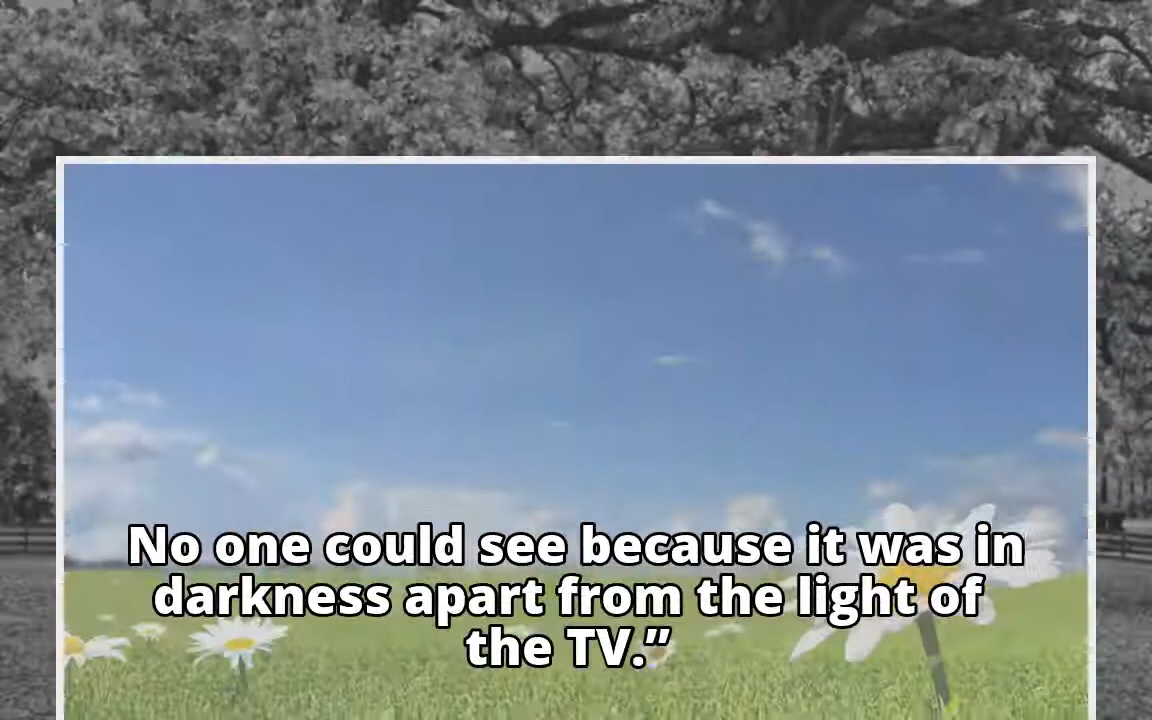 No one could see because it was in
darkness apart from the light of
the TV.”